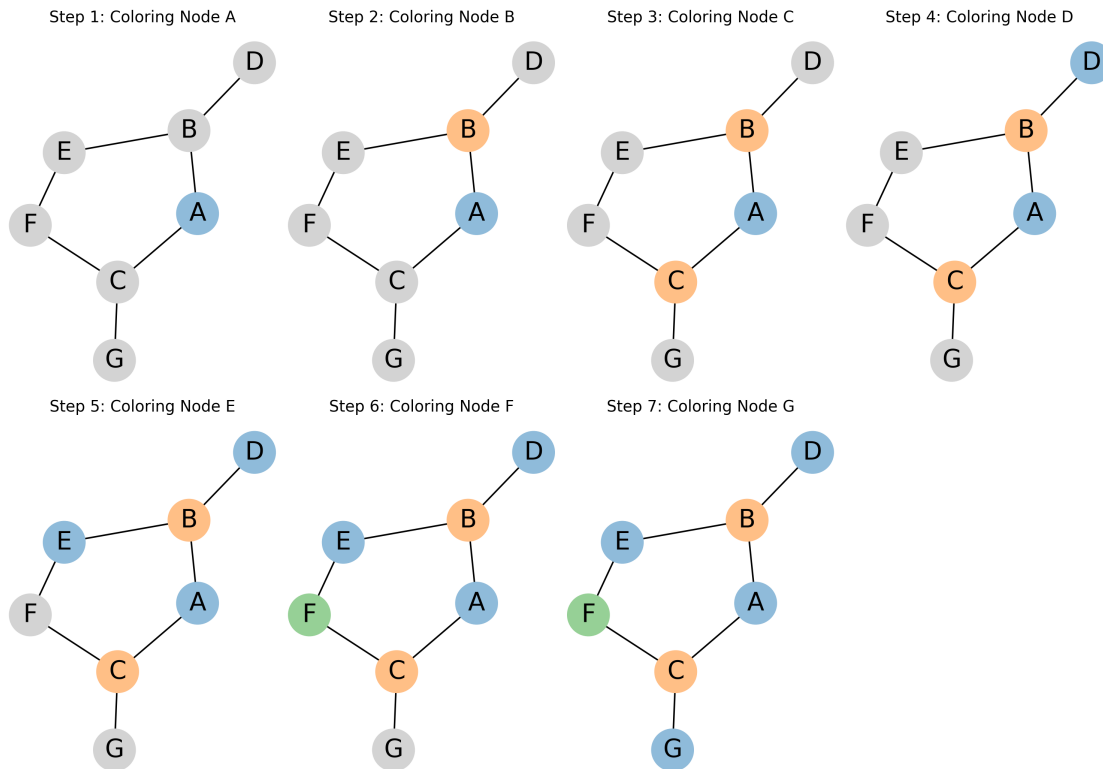 Step 1: Coloring Node A
D
B
E
A
F
C
G
Step 2: Coloring Node B
D
B
E
A
F
C
G
Step 3: Coloring Node C
D
B
E
A
F
C
G
Step 4: Coloring Node D
D
B
E
A
F
C
G
Step 5: Coloring Node E
D
B
E
A
F
C
G
Step 6: Coloring Node F
D
B
E
A
F
C
G
Step 7: Coloring Node G
D
B
E
A
F
C
G